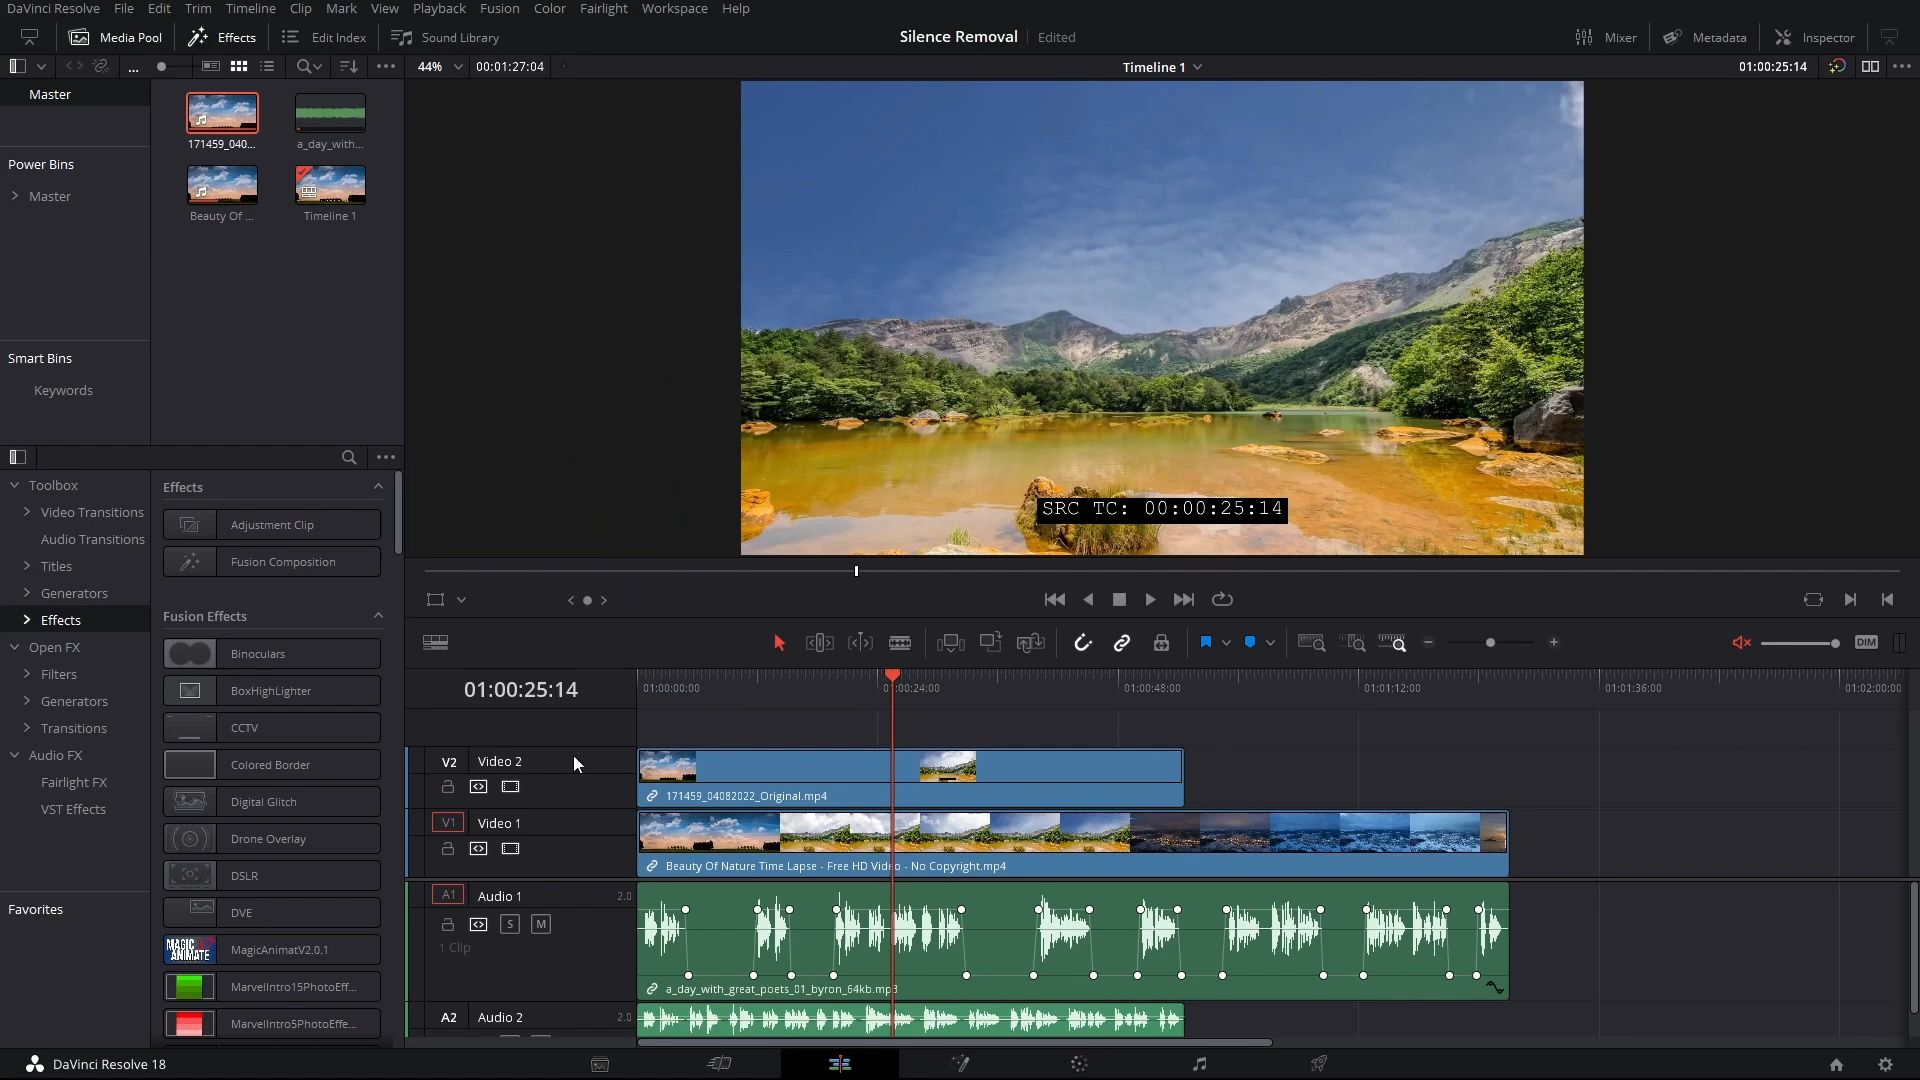 DaVinci Resolve File Edit Trim Timeline Clip Mark View Playback Fusion Color Fairlight Workspace Help
Media Pool Effects Edit Index Sound Library Silence Removal Edited Mixer Metadata Inspector
... 44% 00:01:27:04 Timeline 1 01:00:25:14
Master
171459_040... a_day_with...
Power Bins
Master
Beauty Of ... Timeline 1
Smart Bins
Keywords
SRC TC: 00:00:25:14
Toolbox
Video Transitions
Audio Transitions
Titles
Generators
Effects
Open FX
Filters
Generators
Transitions
Audio FX
Fairlight FX
VST Effects
Favorites
Effects
Adjustment Clip
Fusion Composition
Fusion Effects
Binoculars
BoxHighLighter
CCTV
Colored Border
Digital Glitch
Drone Overlay
DSLR
DVE
MAGIC ANIMATE MagicAnimatV2.0.1
MarvelIntro15PhotoEff...
MarvelIntro5PhotoEffe...
DIM
01:00:25:14 01:00:00:00 01:00:24:00 01:00:48:00 01:01:12:00 01:01:36:00 01:02:00:00
V2 Video 2
171459_04082022_Original.mp4
V1 Video 1
Beauty Of Nature Time Lapse - Free HD Video - No Copyright.mp4
A1 Audio 1 2.0
S M
1 Clip
a_day_with_great_poets_01_byron_64kb.mp3
A2 Audio 2 2.0
DaVinci Resolve 18